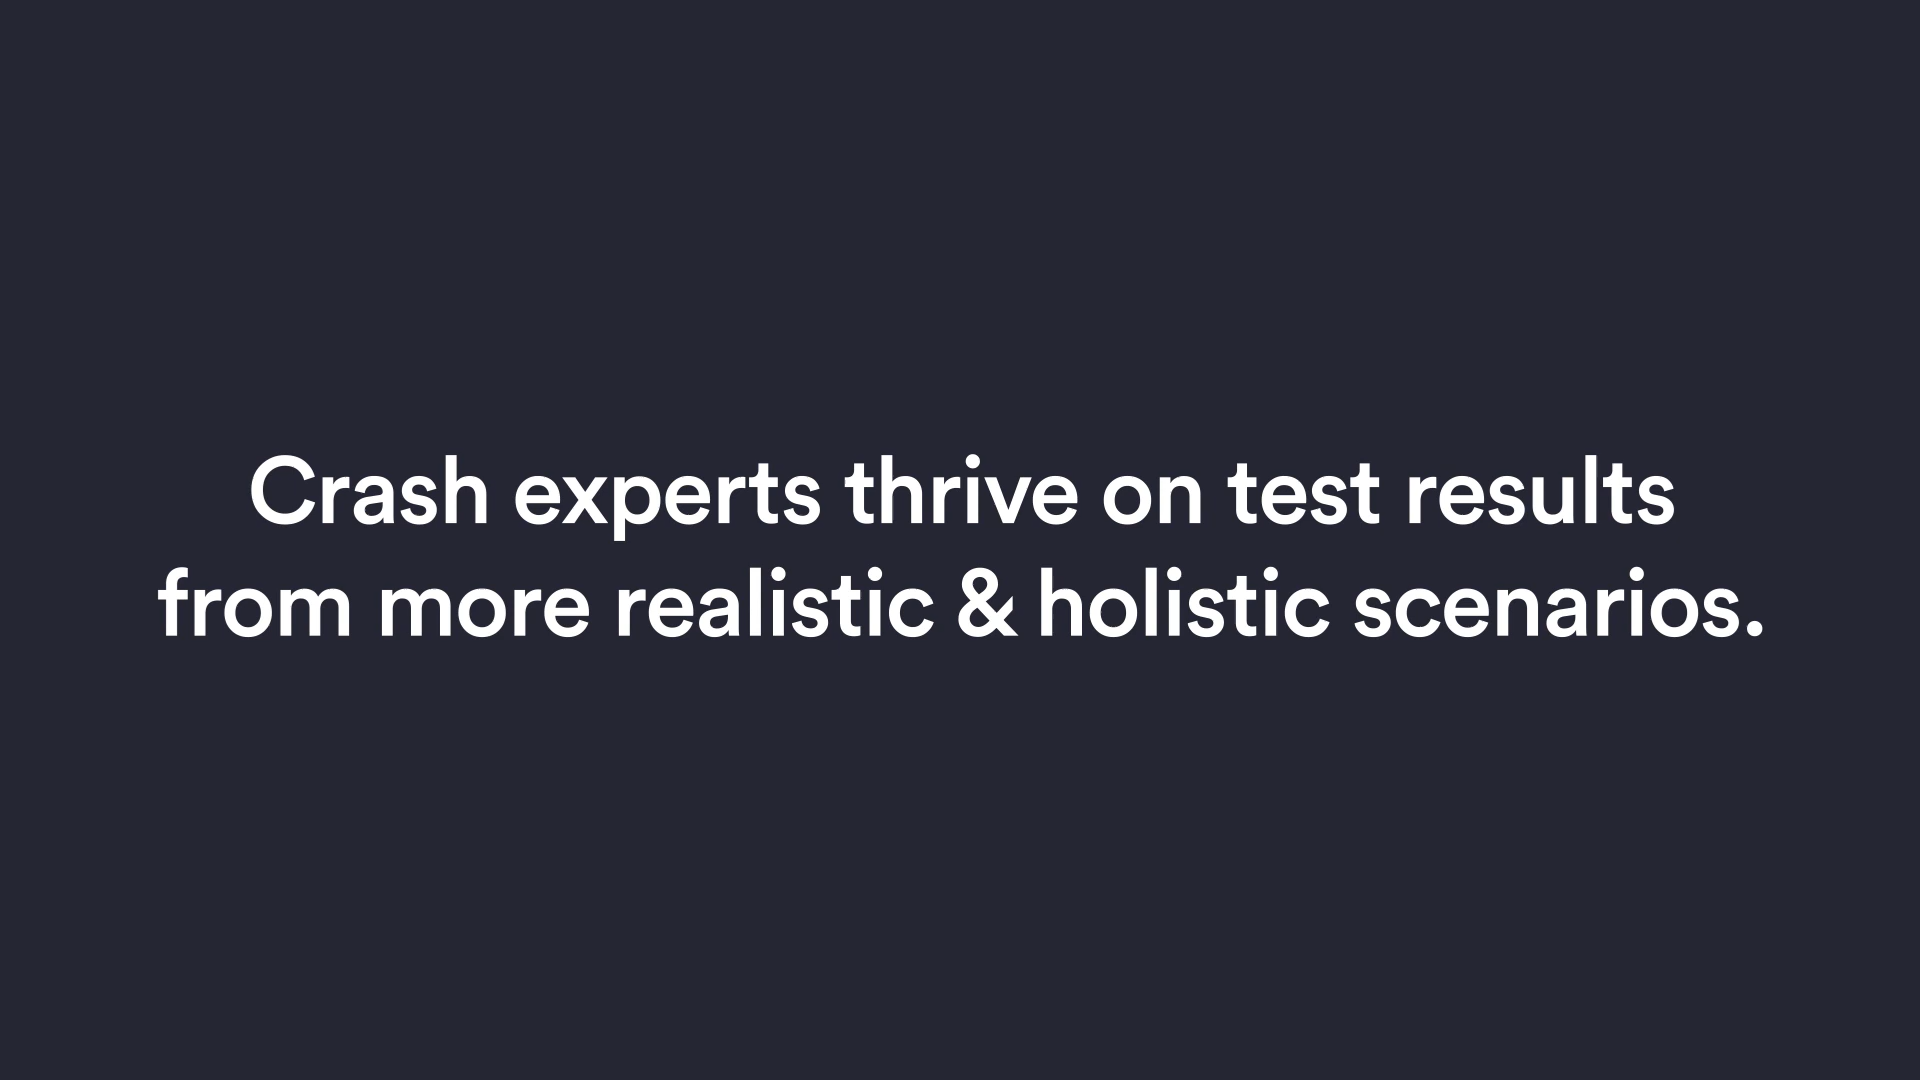 Crash experts thrive on test results
from more realistic & holistic scenarios.